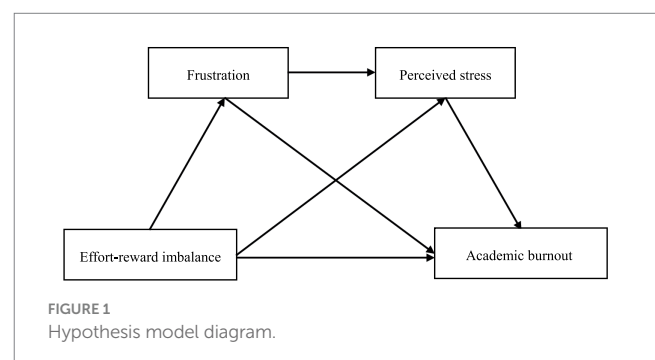 Frustration
Perceived stress
Effort-reward imbalance
Academic burnout
FIGURE 1
Hypothesis model diagram.